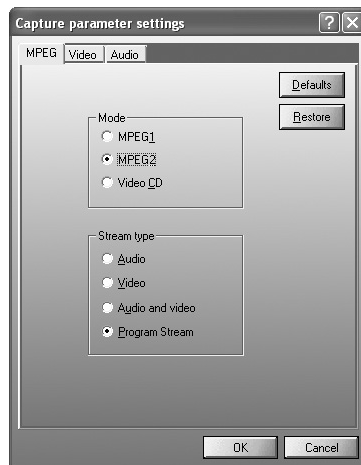 Capture parameter settings
MPEG Video Audio
Defaults
Restore
Mode
MPEG1
MPEG2
Video CD
Stream type
Audio
Video
Audio and video
Program Stream
OK Cancel